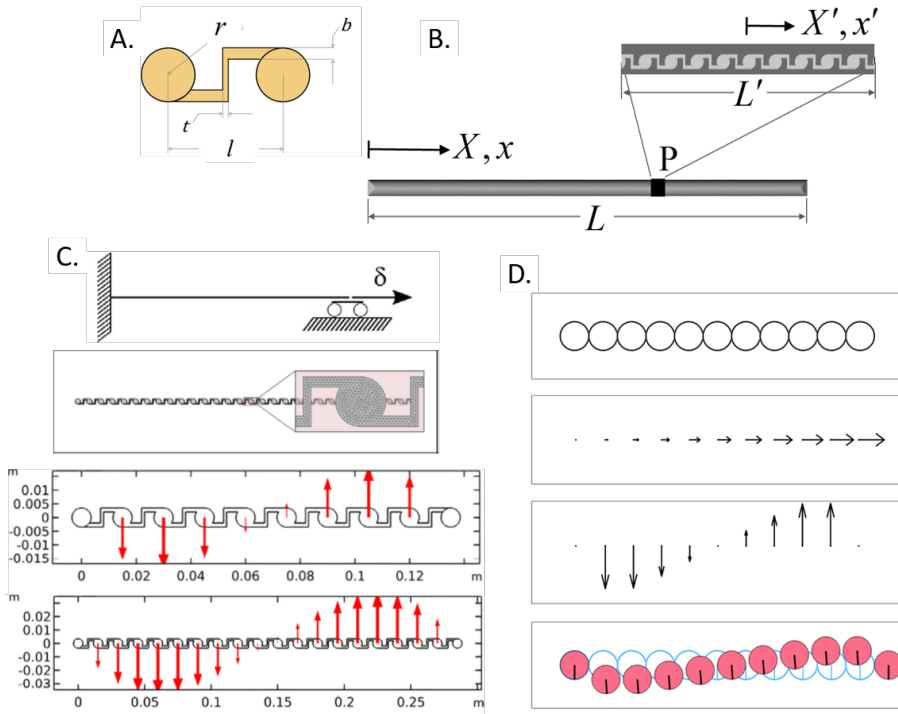 A.
r
b
t
l
B.
X', x'
L'
P
X, x
L
C.
δ
m
0.01
0.005
0
-0.005
-0.01
-0.015
0 0.02 0.04 0.06 0.08 0.1 0.12 m
m
0.02
0.01
0
-0.01
-0.02
-0.03
0 0.05 0.1 0.15 0.2 0.25 m
D.